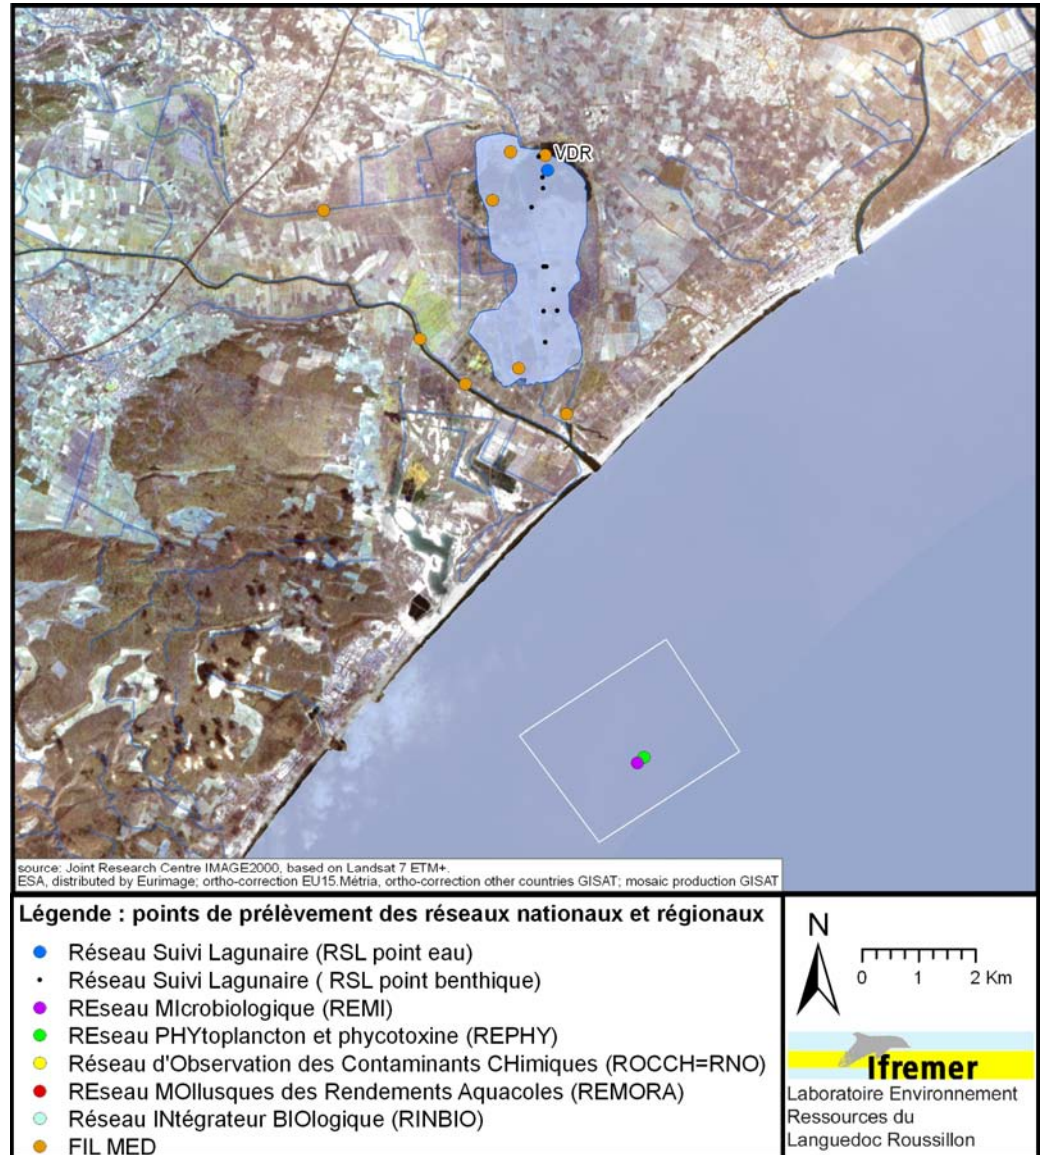 VDR
source: Joint Research Centre IMAGE2000, based on Landsat 7 ETM+.
ESA, distributed by Eurimage; ortho-correction EU15.Métria, ortho-correction other countries GISAT; mosaic production GISAT
Légende : points de prélèvement des réseaux nationaux et régionaux
Réseau Suivi Lagunaire (RSL point eau)
Réseau Suivi Lagunaire ( RSL point benthique)
REseau MIcrobiologique (REMI)
REseau PHYtoplancton et phycotoxine (REPHY)
Réseau d'Observation des Contaminants CHimiques (ROCCH=RNO)
REseau MOllusques des Rendements Aquacoles (REMORA)
Réseau INtégrateur BIOlogique (RINBIO)
FIL MED
N
0 1 2 Km
Ifremer
Laboratoire Environnement
Ressources du
Languedoc Roussillon